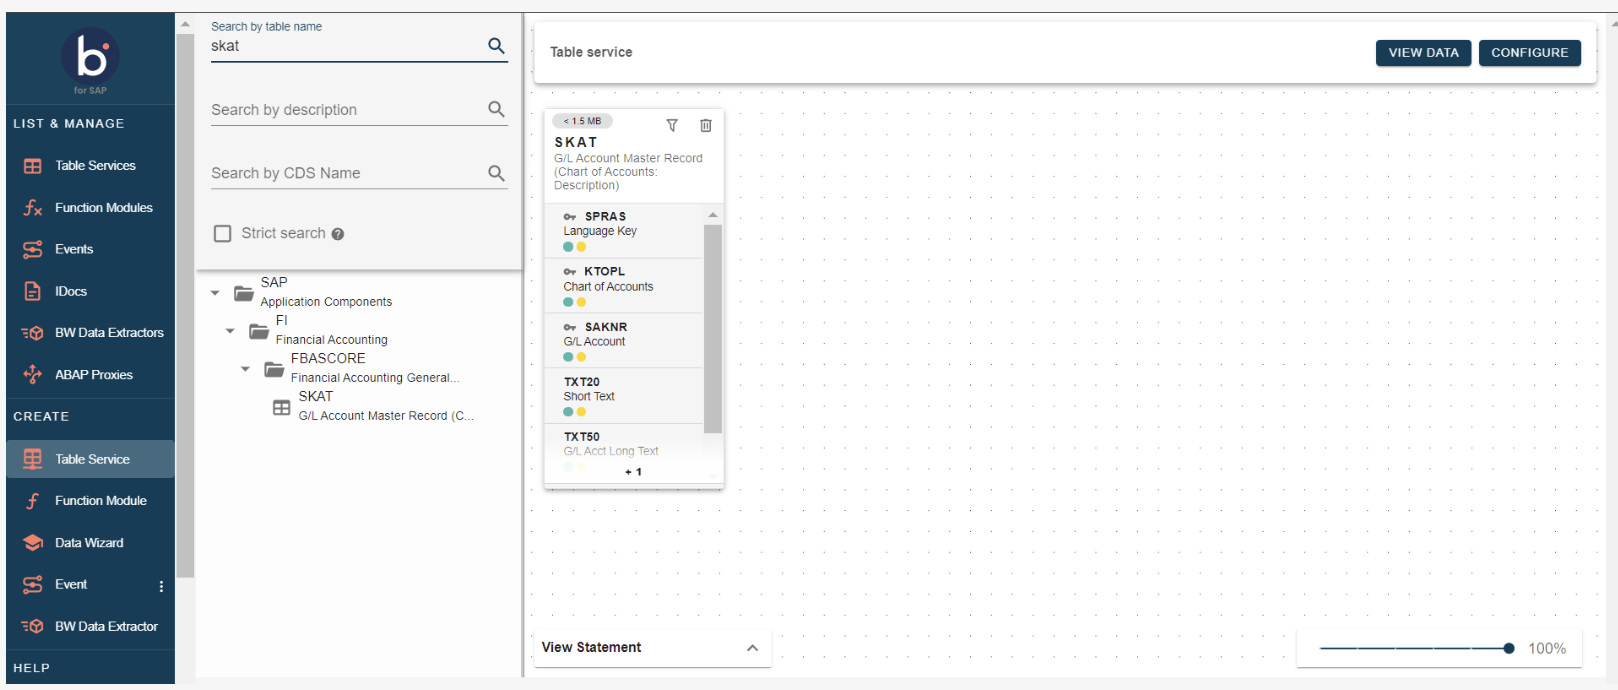 b
for SAP
LIST & MANAGE
Table Services
Function Modules
Events
IDocs
BW Data Extractors
ABAP Proxies
CREATE
Table Service
Function Module
Data Wizard
Event
BW Data Extractor
HELP
Search by table name
skat
Search by description
Search by CDS Name
Strict search ?
SAP
Application Components
FI
Financial Accounting
FBASCORE
Financial Accounting General...
SKAT
G/L Account Master Record (C...
Table service
VIEW DATA
CONFIGURE
< 1.5 MB
SKAT
G/L Account Master Record
(Chart of Accounts:
Description)
SPRAS
Language Key
KTOPL
Chart of Accounts
SAKNR
G/L Account
TXT20
Short Text
TXT50
G/L Acct Long Text
+ 1
View Statement
100%